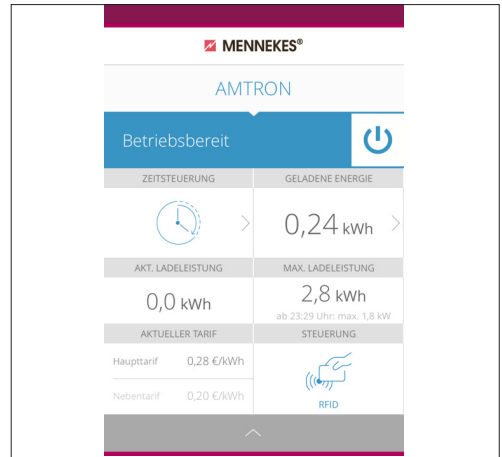 MENNEKES®
AMTRON
Betriebsbereit
ZEITSTEUERUNG
GELADENE ENERGIE
0,24 kWh
AKT. LADELEISTUNG
MAX. LADELEISTUNG
0,0 kWh
2,8 kWh
ab 23:29 Uhr: max. 1,8 kW
AKTUELLER TARIF
STEUERUNG
Haupttarif 0,28 €/kWh
Nebentarif 0,20 €/kWh
RFID